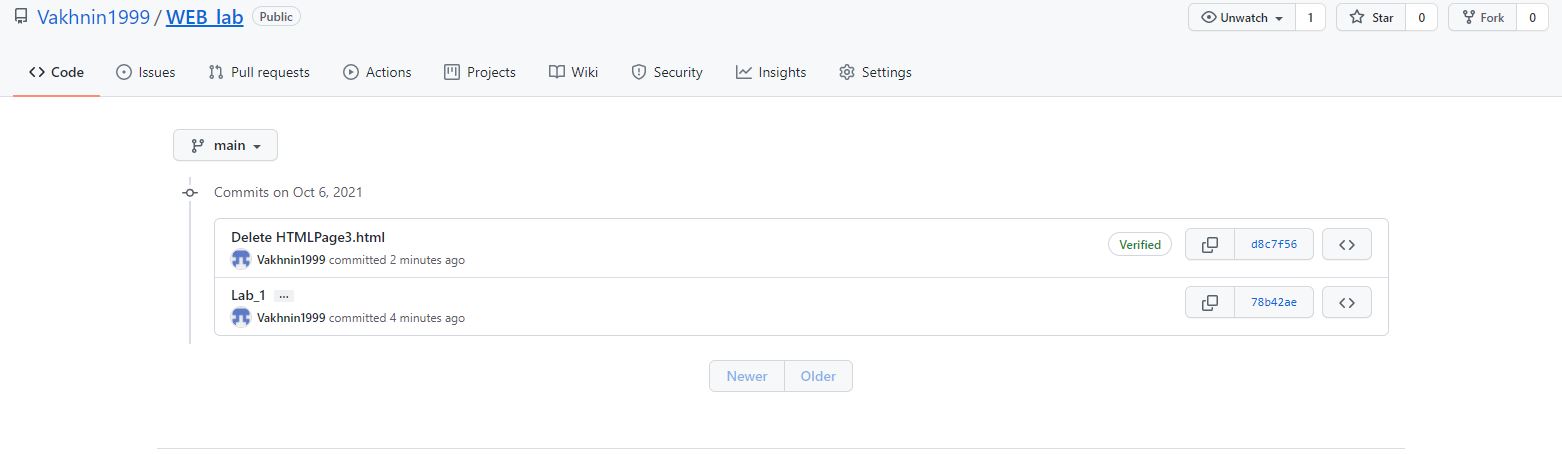 Vakhnin1999 / WEB_lab Public Unwatch 1 Star 0 Fork 0
Code Issues Pull requests Actions Projects Wiki Security Insights Settings
main
Commits on Oct 6, 2021
Delete HTMLPage3.html
Vakhnin1999 committed 2 minutes ago
Verified d8c7f56
Lab_1 ...
Vakhnin1999 committed 4 minutes ago
78b42ae
Newer Older